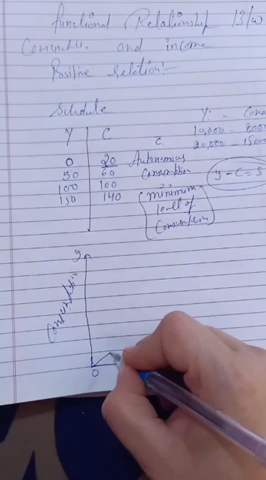 Functional Relationship B/w
and income
Positive relation:-
Schedule
Y C
0 20 Autonomous
50 60 Consumption
100 100
150 140
Minimum
level of
Consumption
Y:
10,000 -
20,000 -
Y - C = S
y
Consumption
0